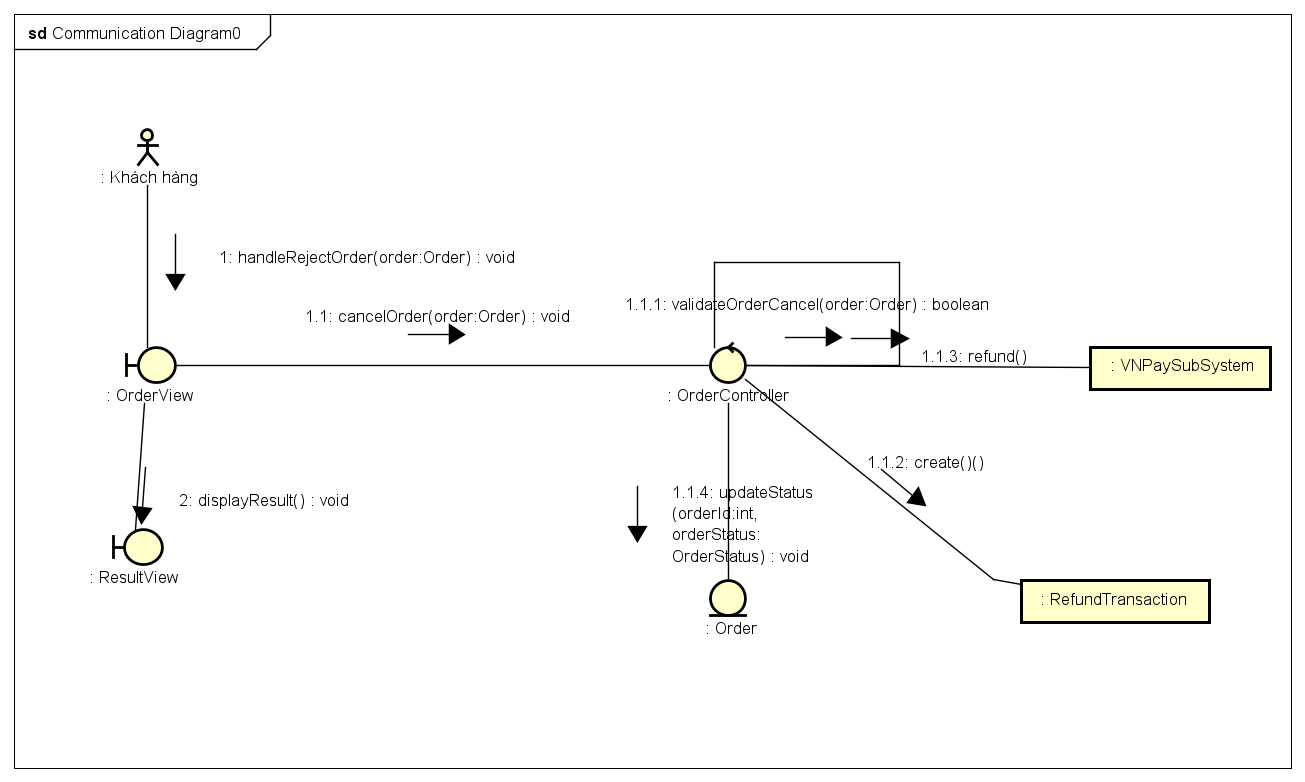 sd Communication Diagram0
: Khách hàng
1: handleRejectOrder(order:Order) : void
1.1: cancelOrder(order:Order) : void
1.1.1: validateOrderCancel(order:Order) : boolean
1.1.3: refund()
: VNPaySubSystem
: OrderView
: OrderController
1.1.2: create()()
2: displayResult() : void
1.1.4: updateStatus
(orderId:int,
orderStatus:
OrderStatus) : void
: ResultView
: RefundTransaction
: Order